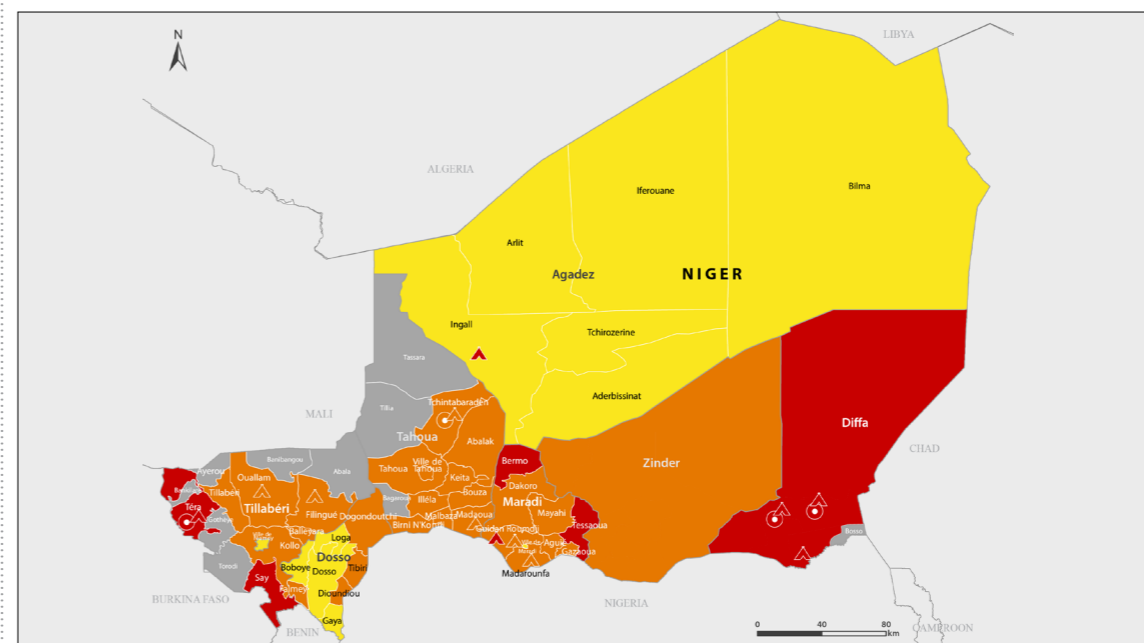 N
LIBYA
ALGERIA
Iferouane
Bilma
Arlit
Agadez
NIGER
Ingall
Tchirozerine
Tassara
Aderbissinat
Tchintabaraden
Tillia
MALI
Tahoua
Abalak
Diffa
CHAD
Zinder
Bermo
Ville de
Tahoua
Tahoua
Keita
Dakoro
Ayerou
Ouallam
Banibangou
Abala
Bankilaré
Tillabéri
Tillabéri
Filingué
Dogondoutchi
Bagaroua
Illéla
Bouza
Maradi
Mayahi
Téra
Gothèye
Birni N'Konni
Malbaza
Madaoua
Guidan Roumdji
Tessaoua
Balleyara
Kollo
Loga
Aguié
Gazaoua
Bosso
Torodi
Say
Boboye
Dosso
Dosso
Tibiri
Madarounfa
Falmey
Dioundiou
Gaya
BURKINA FASO
BENIN
NIGERIA
CAMEROON
0 40 80
km